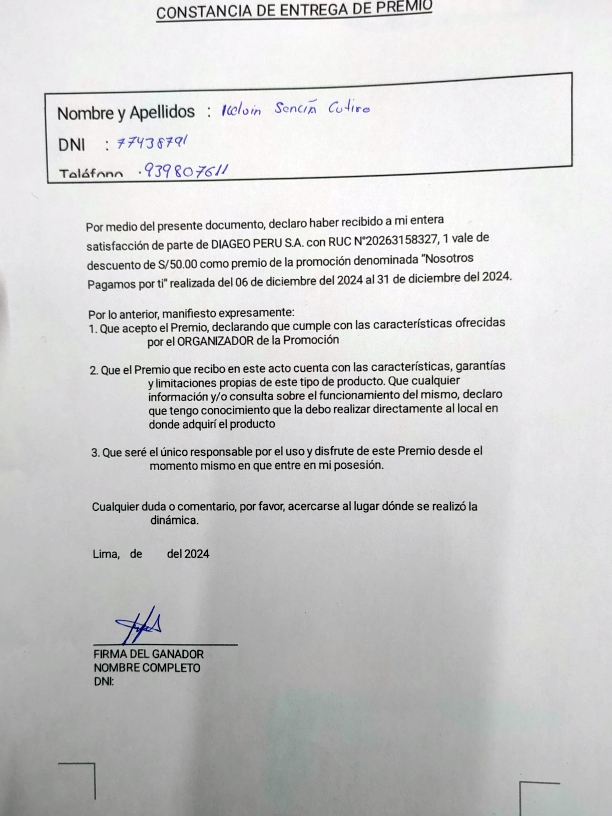 CONSTANCIA DE ENTREGA DE PREMIO
Nombre y Apellidos : Kelvin Soncia Cutire
DNI : 77438791
Teléfono : 939807611
Por medio del presente documento, declaro haber recibido a mi entera
satisfacción de parte de DIAGEO PERU S.A. con RUC N°20263158327, 1 vale de
descuento de S/50.00 como premio de la promoción denominada "Nosotros
Pagamos por ti" realizada del 06 de diciembre del 2024 al 31 de diciembre del 2024.
Por lo anterior, manifiesto expresamente:
1. Que acepto el Premio, declarando que cumple con las características ofrecidas
por el ORGANIZADOR de la Promoción
2. Que el Premio que recibo en este acto cuenta con las características, garantías
y limitaciones propias de este tipo de producto. Que cualquier
información y/o consulta sobre el funcionamiento del mismo, declaro
que tengo conocimiento que la debo realizar directamente al local en
donde adquirí el producto
3. Que seré el único responsable por el uso y disfrute de este Premio desde el
momento mismo en que entre en mi posesión.
Cualquier duda o comentario, por favor, acercarse al lugar dónde se realizó la
dinámica.
Lima, de del 2024
FIRMA DEL GANADOR
NOMBRE COMPLETO
DNI: